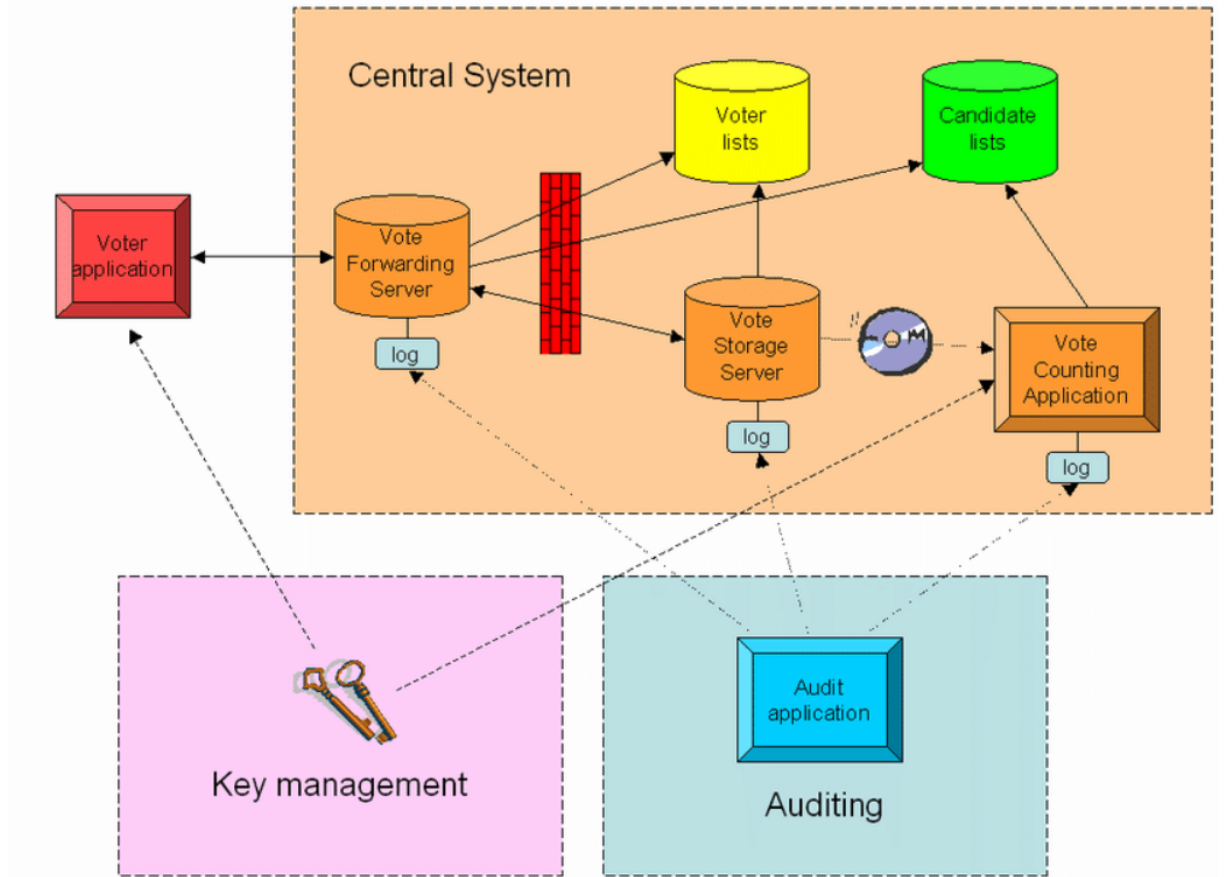 Central System
Voter
lists
Candidate
lists
Voter
application
Vote
Forwarding
Server
log
Vote
Storage
Server
log
Vote
Counting
Application
log
Key management
Audit
application
Auditing